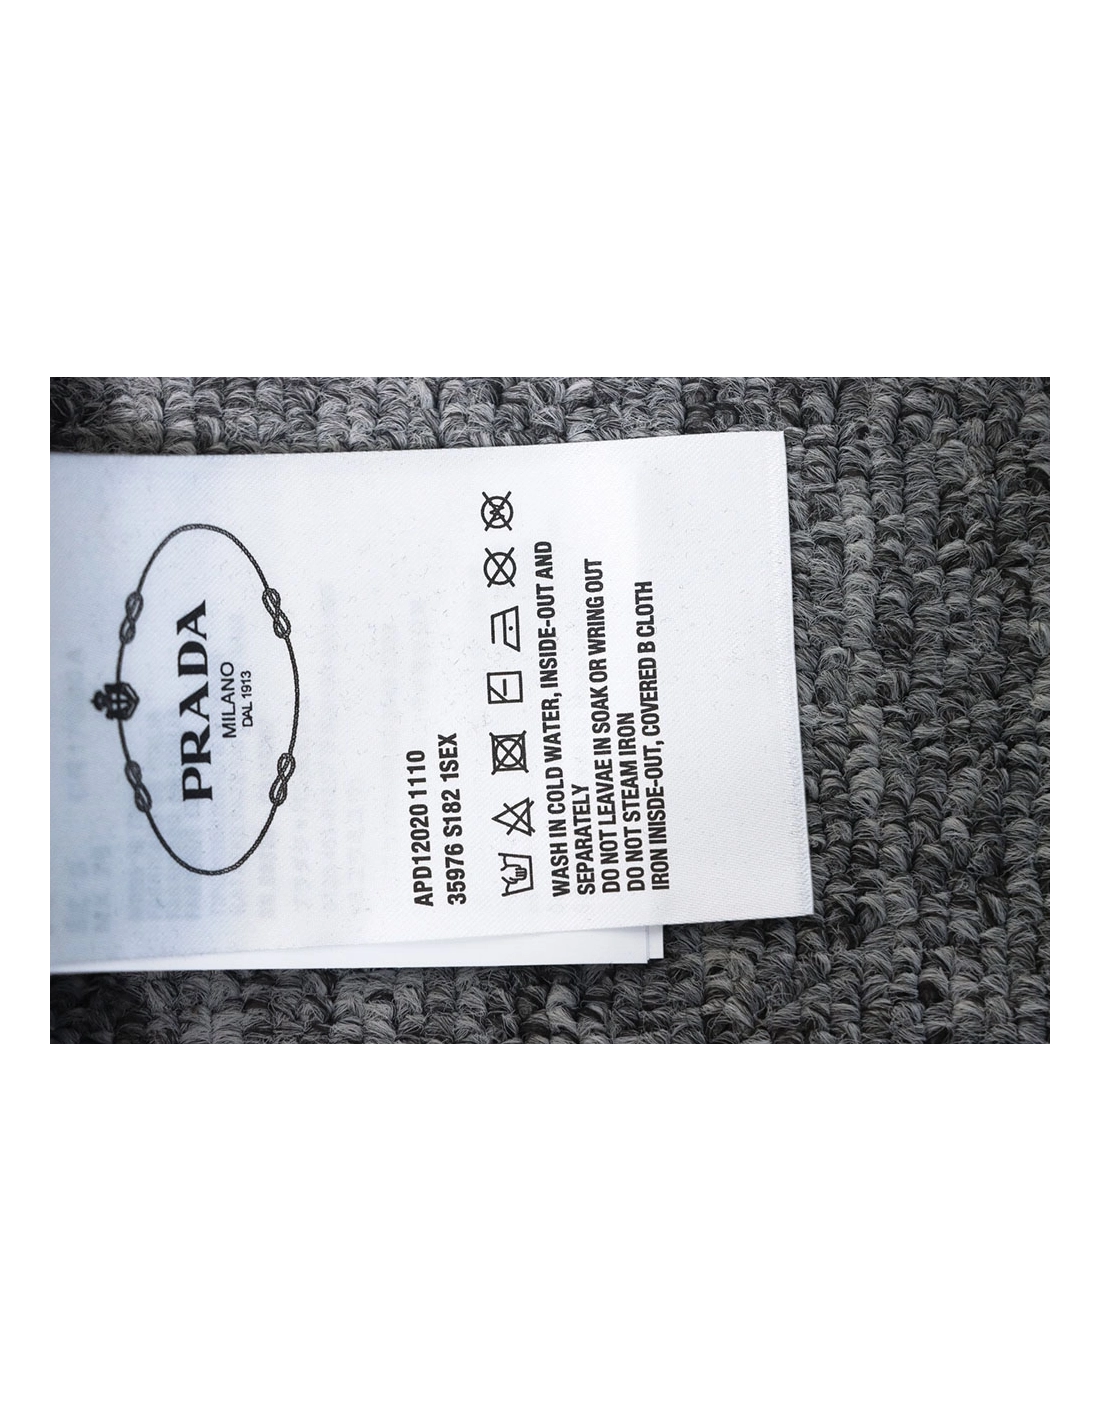 PRADA
MILANO
DAL 1913
APD12020 1110
35976 S182 1SEX
WASH IN COLD WATER, INSIDE-OUT AND
SEPARATELY
DO NOT LEAVAE IN SOAK OR WRING OUT
DO NOT STEAM IRON
IRON INISDE-OUT, COVERED B CLOTH